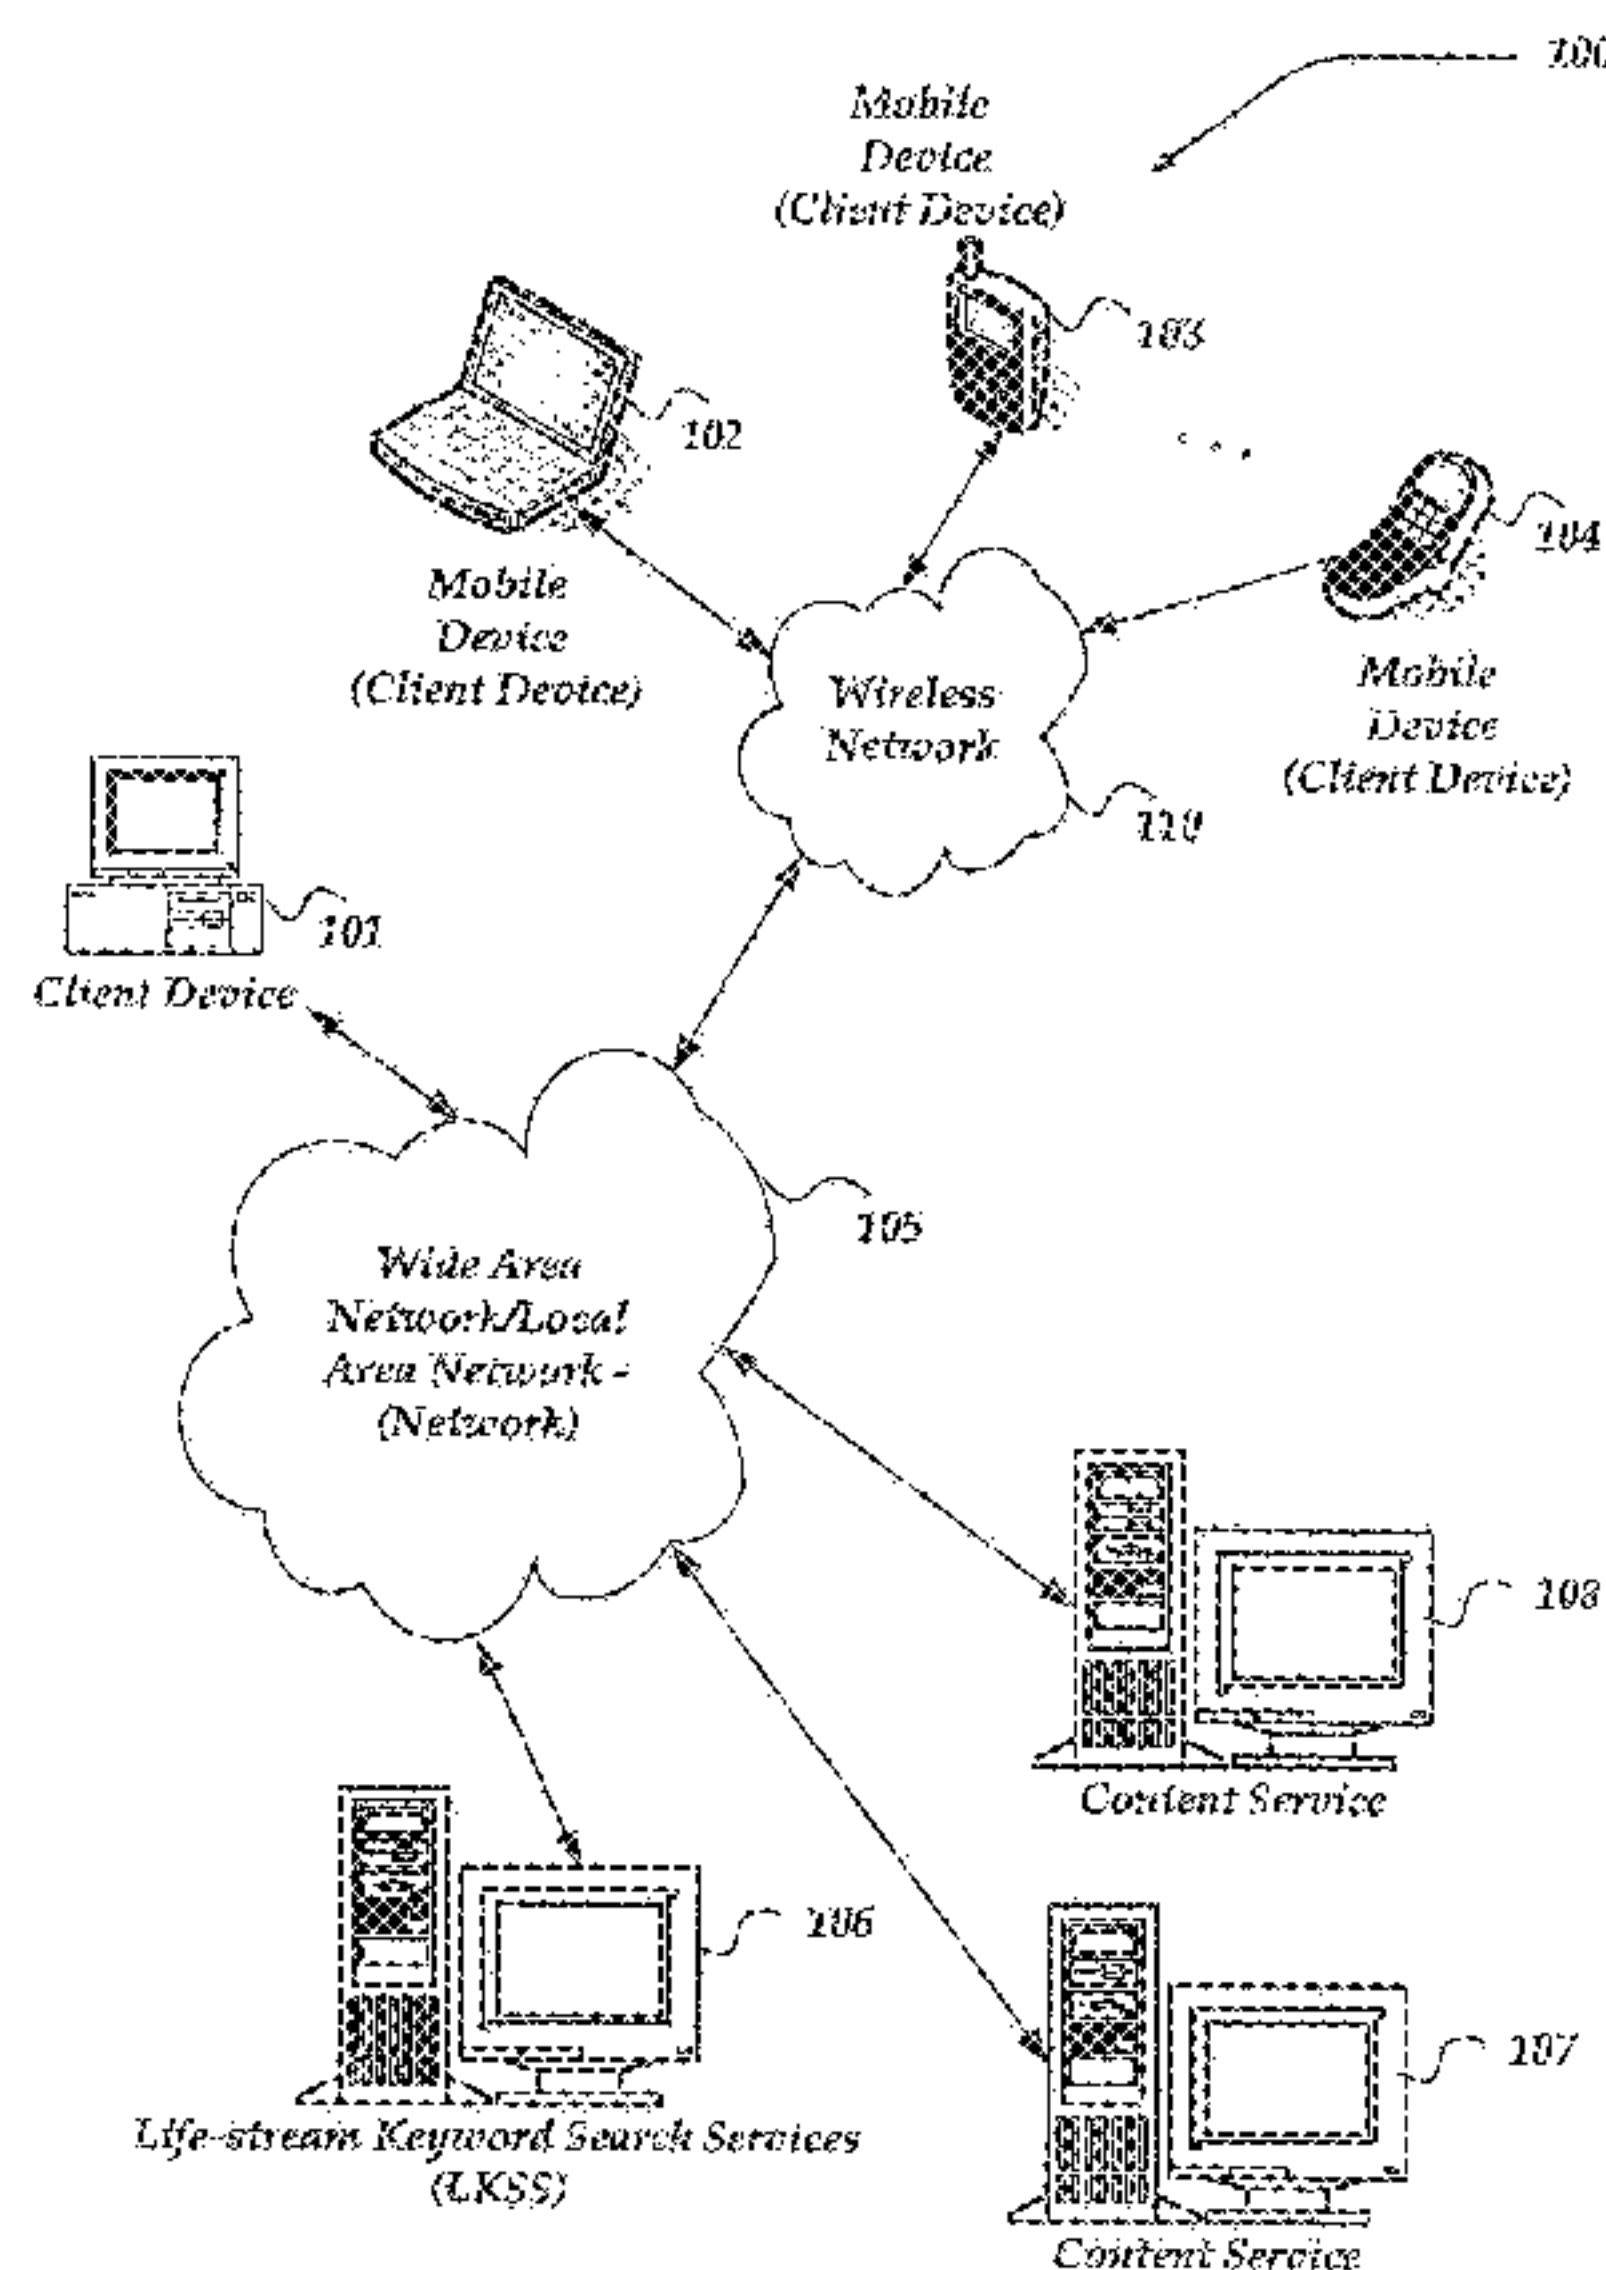 100
Mobile
Device
(Client Device)
103
102
104
Mobile
Device
(Client Device)
Wireless
Network
Mobile
Device
(Client Device)
110
101
Client Device
105
Wide Area
Network/Local
Area Network -
(Network)
108
Content Service
106
107
Life-stream Keyword Search Services
(LKSS)
Content Service